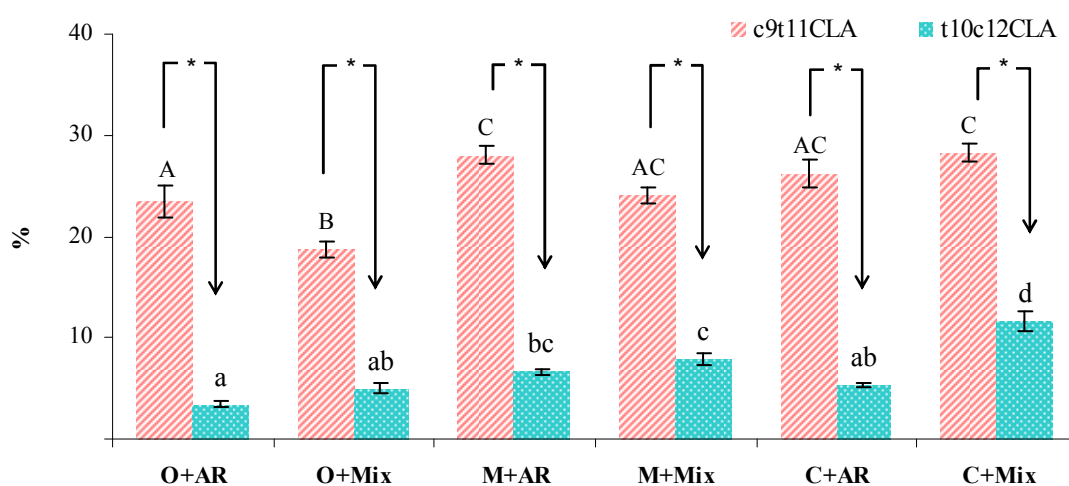 40
c9t11CLA t10c12CLA
* * * * * *
30
C C
A AC AC
B
20
%
d
10
bc c
a ab ab
O+AR O+Mix M+AR M+Mix C+AR C+Mix